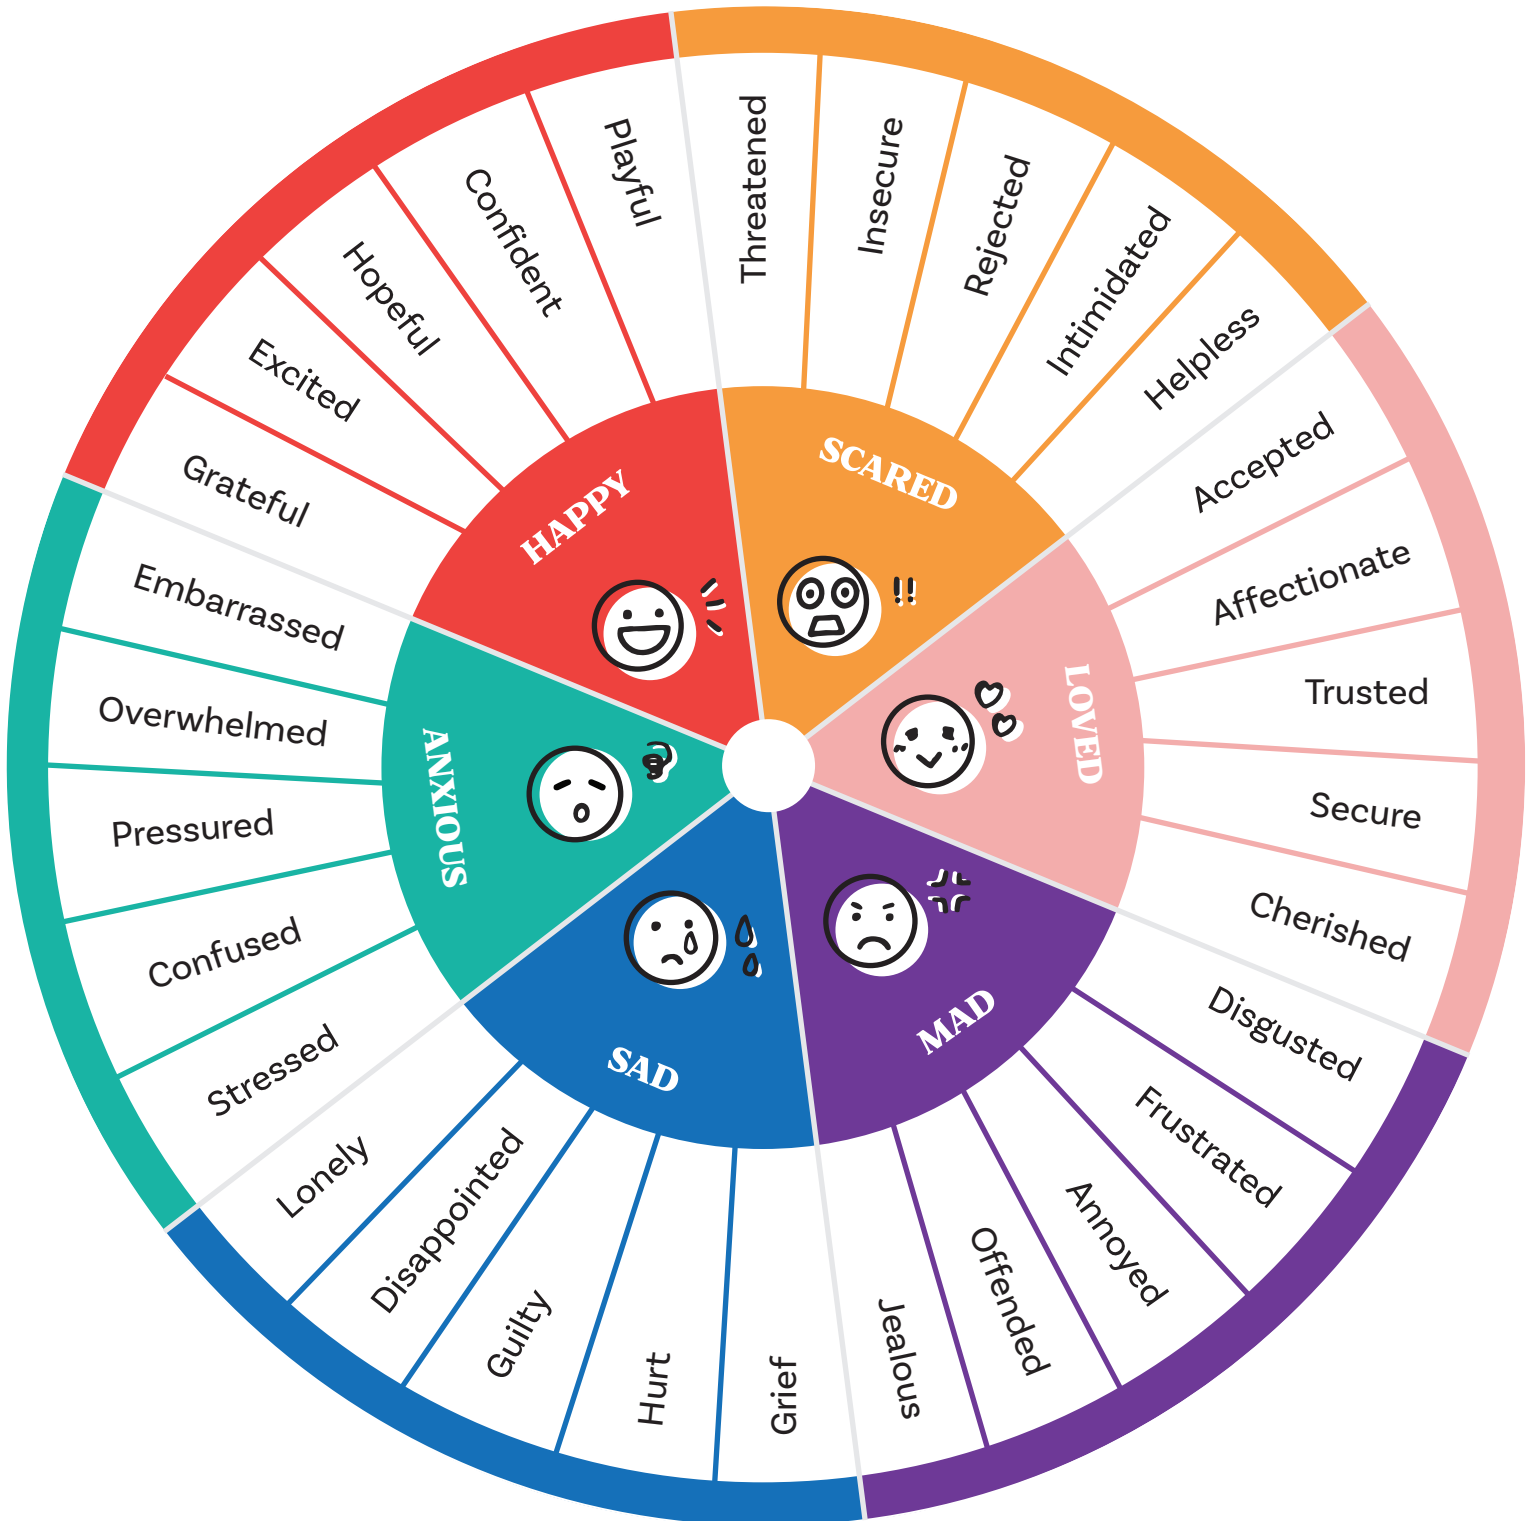 HAPPY
Grateful
Excited
Hopeful
Confident
Playful
SCARED
Threatened
Insecure
Rejected
Intimidated
Helpless
LOVED
Accepted
Affectionate
Trusted
Secure
Cherished
MAD
Disgusted
Frustrated
Annoyed
Offended
Jealous
SAD
Grief
Hurt
Guilty
Disappointed
Lonely
ANXIOUS
Stressed
Confused
Pressured
Overwhelmed
Embarrassed
!!